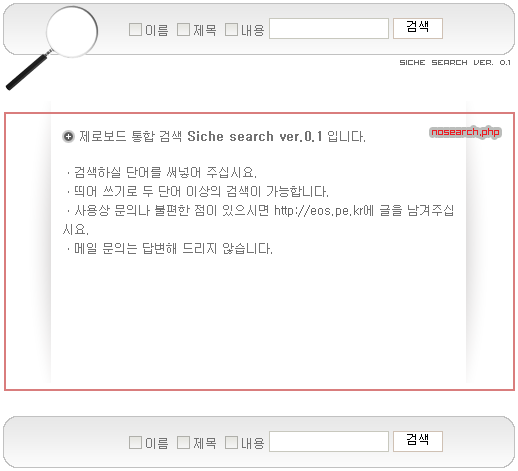 이름 제목 내용 검색
SICHE SEARCH VER. 0.1
nosearch.php
제로보드 통합 검색 Siche search ver.0.1 입니다.
· 검색하실 단어를 써넣어 주십시요.
· 띄어 쓰기로 두 단어 이상의 검색이 가능합니다.
· 사용상 문의나 불편한 점이 있으시면 http://eos.pe.kr에 글을 남겨주십
시요.
· 메일 문의는 답변해 드리지 않습니다.
이름 제목 내용 검색